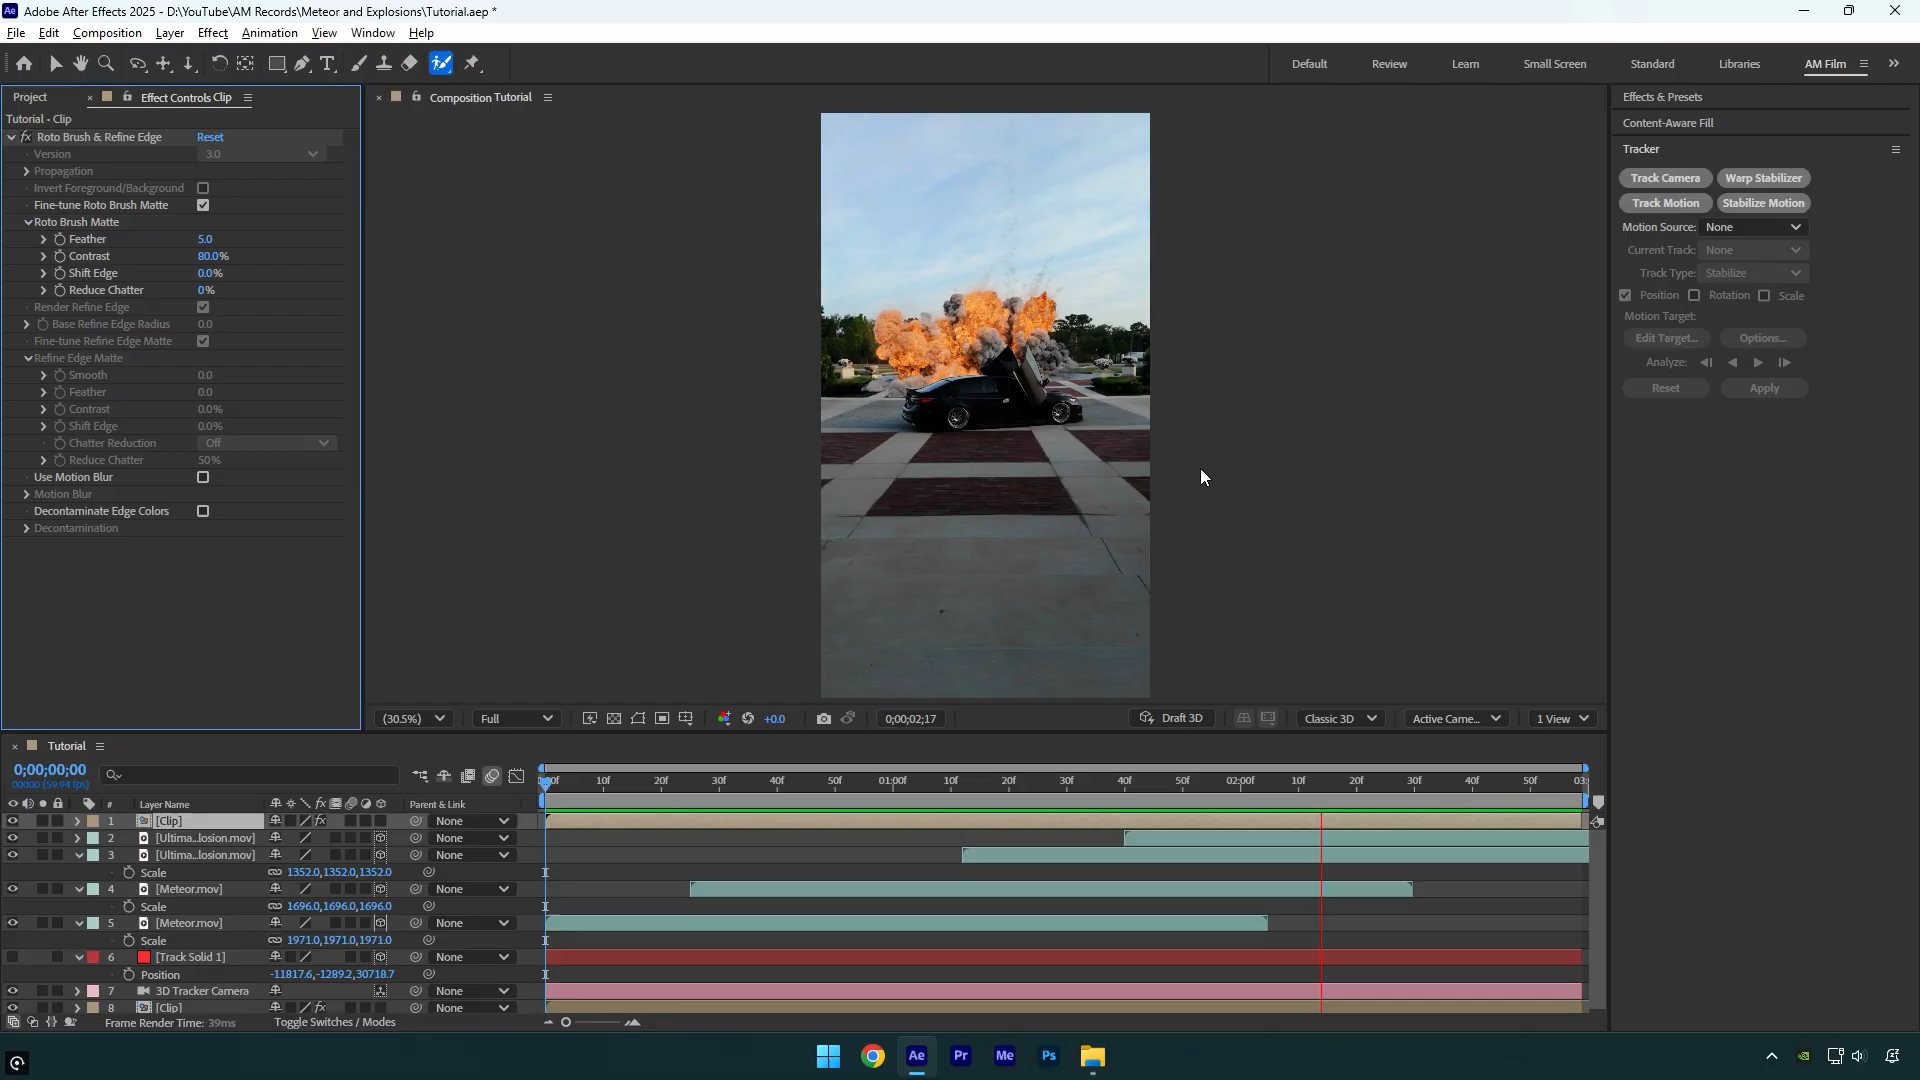 Adobe After Effects 2025 - D:\YouTube\AM Records\Meteor and Explosions\Tutorial.aep *
File Edit Composition Layer Effect Animation View Window Help
Default Review Learn Small Screen Standard Libraries AM Film
Project Effect Controls Clip
Composition Tutorial
Effects & Presets
Tutorial - Clip
Content-Aware Fill
Roto Brush & Refine Edge Reset
Tracker
Version 3.0
Propagation
Track Camera Warp Stabilizer
Invert Foreground/Background
Fine-tune Roto Brush Matte
Track Motion Stabilize Motion
Roto Brush Matte
Motion Source: None
Feather 5.0
Current Track: None
Contrast 80.0%
Track Type: Stabilize
Shift Edge 0.0%
Reduce Chatter 0%
Position Rotation Scale
Render Refine Edge
Motion Target:
Base Refine Edge Radius 0.0
Edit Target... Options...
Fine-tune Refine Edge Matte
Refine Edge Matte
Analyze:
Smooth 0.0
Reset Apply
Feather 0.0
Contrast 0.0%
Shift Edge 0.0%
Chatter Reduction Off
Reduce Chatter 50%
Use Motion Blur
Motion Blur
Decontaminate Edge Colors
Decontamination
(30.5%) Full +0.0 0;00;02;17 Draft 3D Classic 3D Active Came... 1 View
Tutorial
0;00;00;00
00000 (59.94 fps)
10f 20f 30f 40f 50f 01:00f 10f 20f 30f 40f 50f 02:00f 10f 20f 30f 40f 50f
# Layer Name Parent & Link
1 [Clip] None
2 [Ultima...losion.mov] None
3 [Ultima...losion.mov] None
Scale 1352.0,1352.0,1352.0
4 [Meteor.mov] None
Scale 1696.0,1696.0,1696.0
5 [Meteor.mov] None
Scale 1971.0,1971.0,1971.0
6 [Track Solid 1] None
Position -11817.6,-1289.2,30718.7
7 3D Tracker Camera None
8 [Clip] None
Frame Render Time: 39ms Toggle Switches / Modes
Ae Pr Me Ps